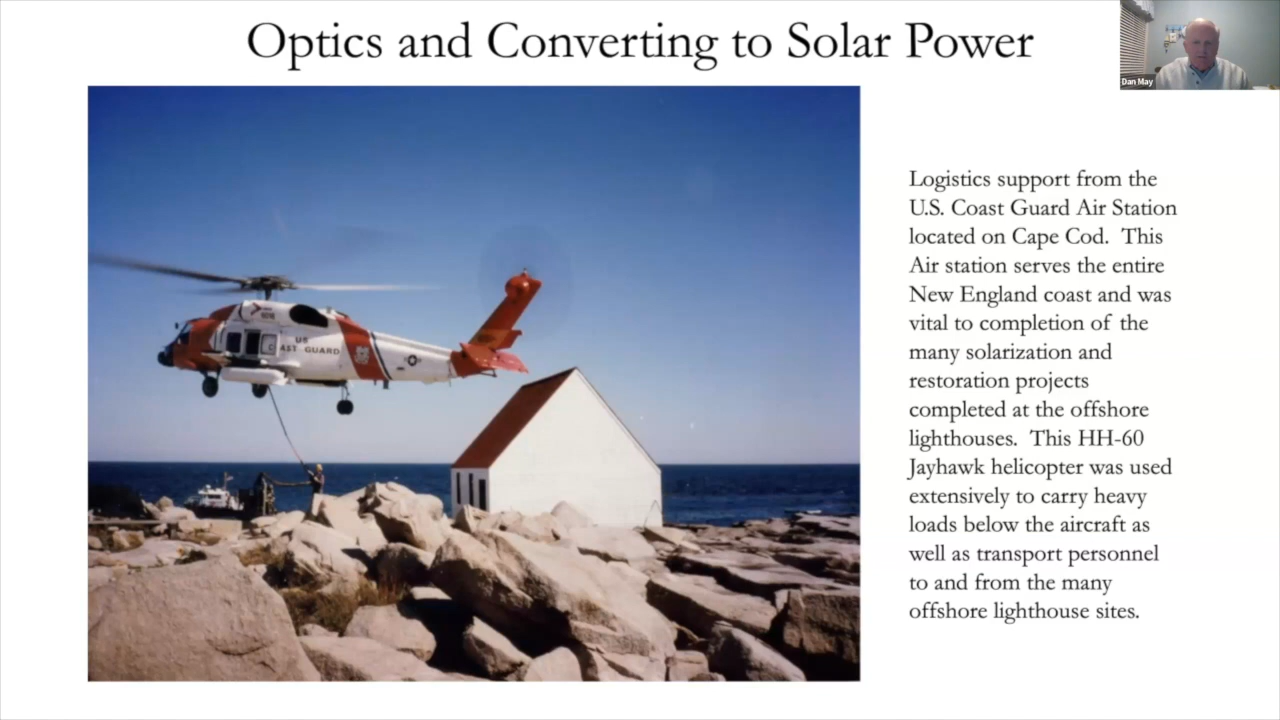 Optics and Converting to Solar Power
Dan May
Logistics support from the
U.S. Coast Guard Air Station
located on Cape Cod. This
Air station serves the entire
New England coast and was
vital to completion of the
many solarization and
restoration projects
completed at the offshore
lighthouses. This HH-60
Jayhawk helicopter was used
extensively to carry heavy
loads below the aircraft as
well as transport personnel
to and from the many
offshore lighthouse sites.
US
AST GUARD